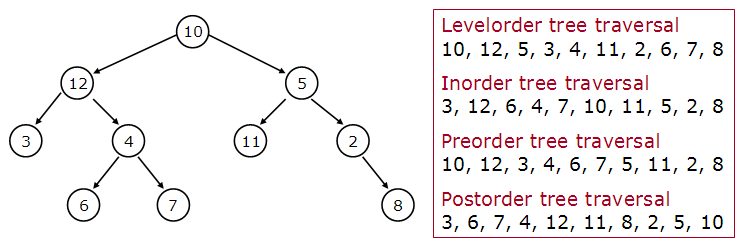 10
12
5
3
4
11
2
6
7
8
Levelorder tree traversal
10, 12, 5, 3, 4, 11, 2, 6, 7, 8
Inorder tree traversal
3, 12, 6, 4, 7, 10, 11, 5, 2, 8
Preorder tree traversal
10, 12, 3, 4, 6, 7, 5, 11, 2, 8
Postorder tree traversal
3, 6, 7, 4, 12, 11, 8, 2, 5, 10